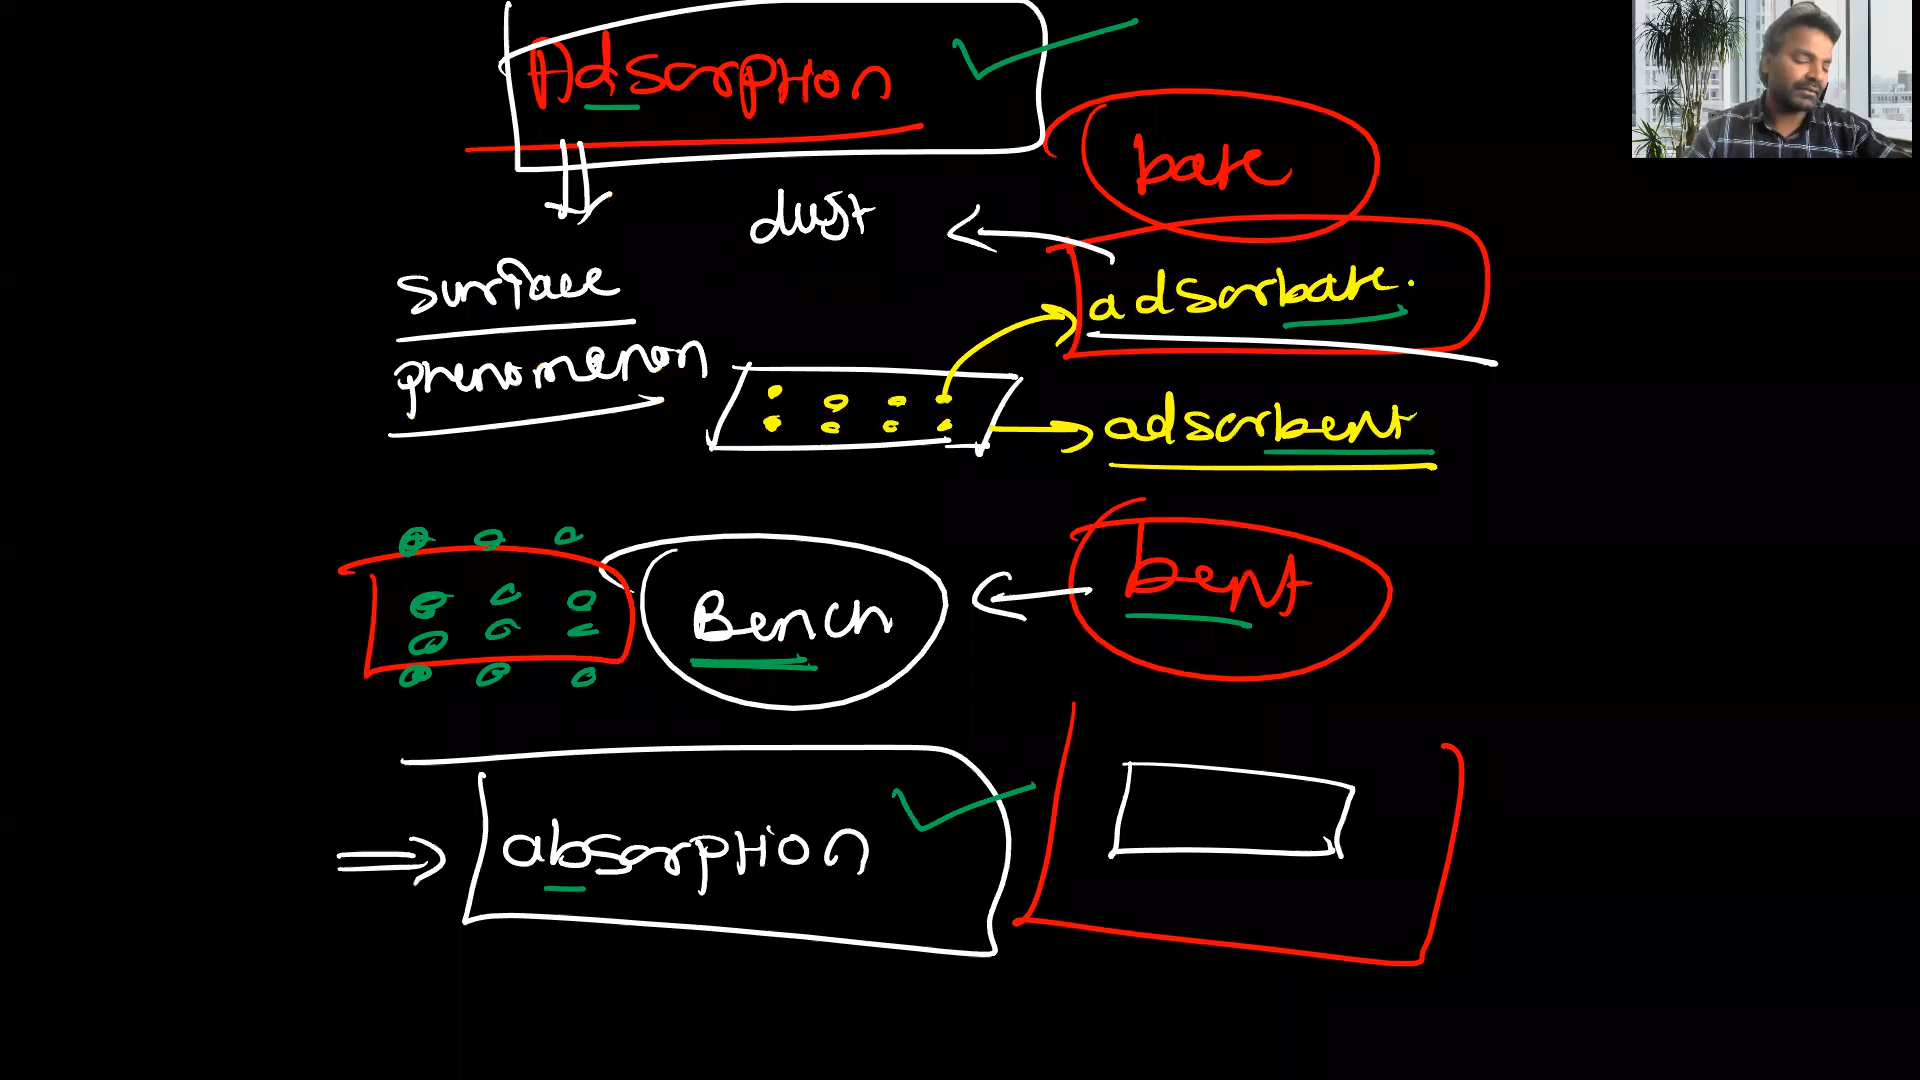 Adsorption
bate
dust
adsorbate.
surface
phenomenon
adsorbent
bent
Bench
absorption